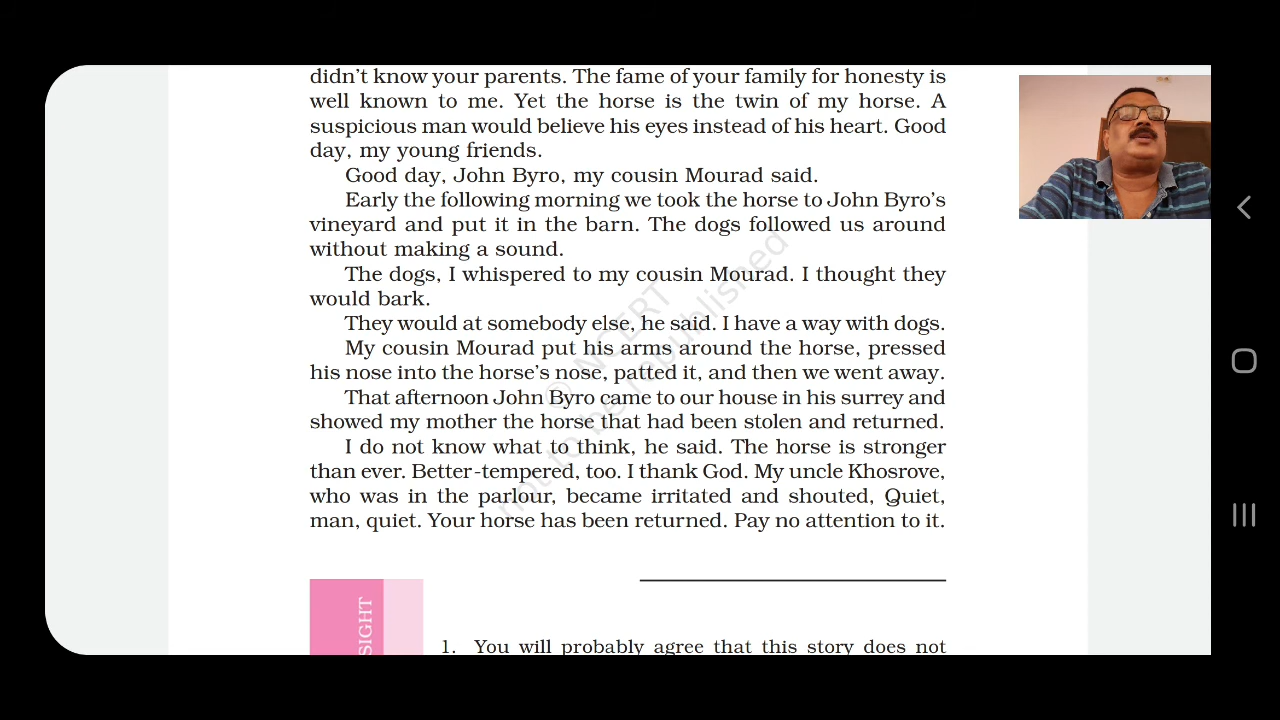 didn't know your parents. The fame of your family for honesty is
well known to me. Yet the horse is the twin of my horse. A
suspicious man would believe his eyes instead of his heart. Good
day, my young friends.
Good day, John Byro, my cousin Mourad said.
Early the following morning we took the horse to John Byro's
vineyard and put it in the barn. The dogs followed us around
without making a sound.
The dogs, I whispered to my cousin Mourad. I thought they
would bark.
They would at somebody else, he said. I have a way with dogs.
My cousin Mourad put his arms around the horse, pressed
his nose into the horse's nose, patted it, and then we went away.
That afternoon John Byro came to our house in his surrey and
showed my mother the horse that had been stolen and returned.
I do not know what to think, he said. The horse is stronger
than ever. Better-tempered, too. I thank God. My uncle Khosrove,
who was in the parlour, became irritated and shouted, Quiet,
man, quiet. Your horse has been returned. Pay no attention to it.
© NCERT
not to be republished
SIGHT
1. You will probably agree that this story does not